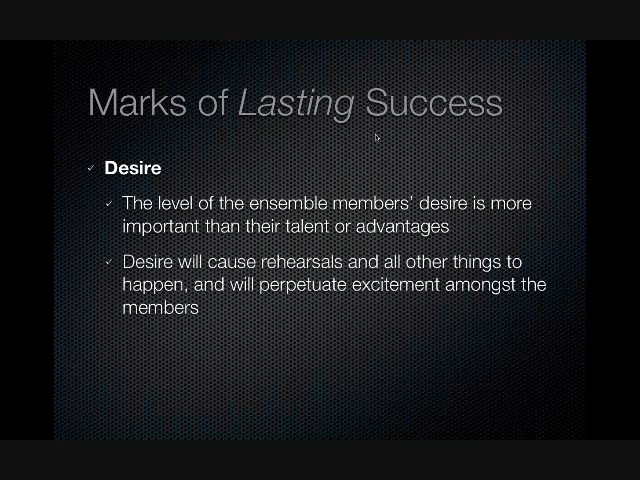 Marks of Lasting Success
Desire
The level of the ensemble members' desire is more
important than their talent or advantages
Desire will cause rehearsals and all other things to
happen, and will perpetuate excitement amongst the
members